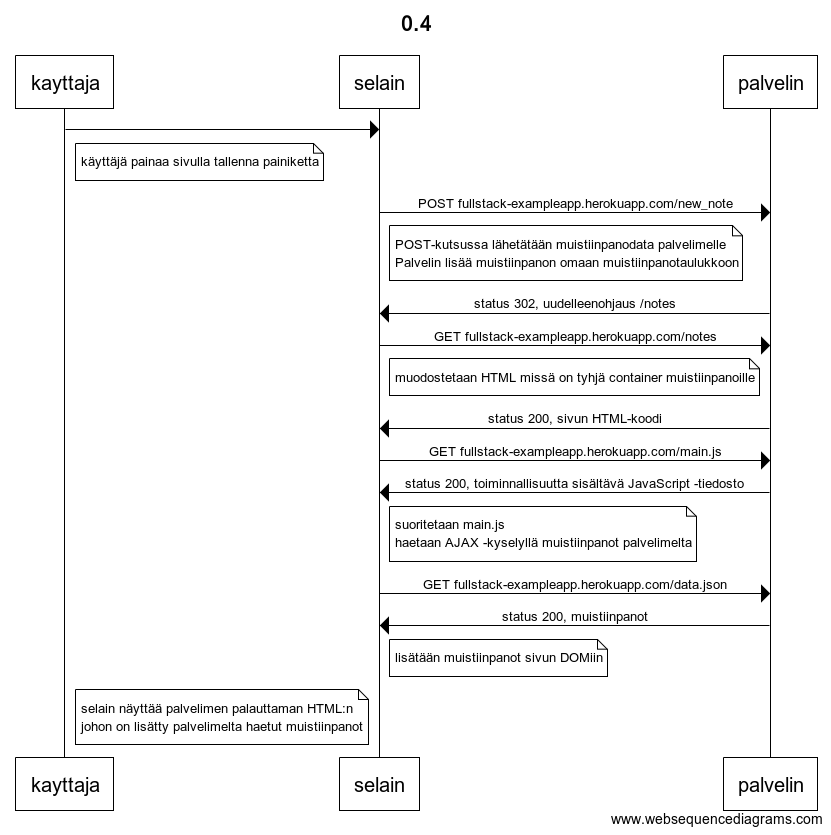 0.4
kayttaja
selain
palvelin
käyttäjä painaa sivulla tallenna painiketta
POST fullstack-exampleapp.herokuapp.com/new_note
POST-kutsussa lähetätään muistiinpanodata palvelimelle
Palvelin lisää muistiinpanon omaan muistiinpanotaulukkoon
status 302, uudelleenohjaus /notes
GET fullstack-exampleapp.herokuapp.com/notes
muodostetaan HTML missä on tyhjä container muistiinpanoille
status 200, sivun HTML-koodi
GET fullstack-exampleapp.herokuapp.com/main.js
status 200, toiminnallisuutta sisältävä JavaScript -tiedosto
suoritetaan main.js
haetaan AJAX -kyselyllä muistiinpanot palvelimelta
GET fullstack-exampleapp.herokuapp.com/data.json
status 200, muistiinpanot
lisätään muistiinpanot sivun DOMiin
selain näyttää palvelimen palauttaman HTML:n
johon on lisätty palvelimelta haetut muistiinpanot
kayttaja
selain
palvelin
www.websequencediagrams.com